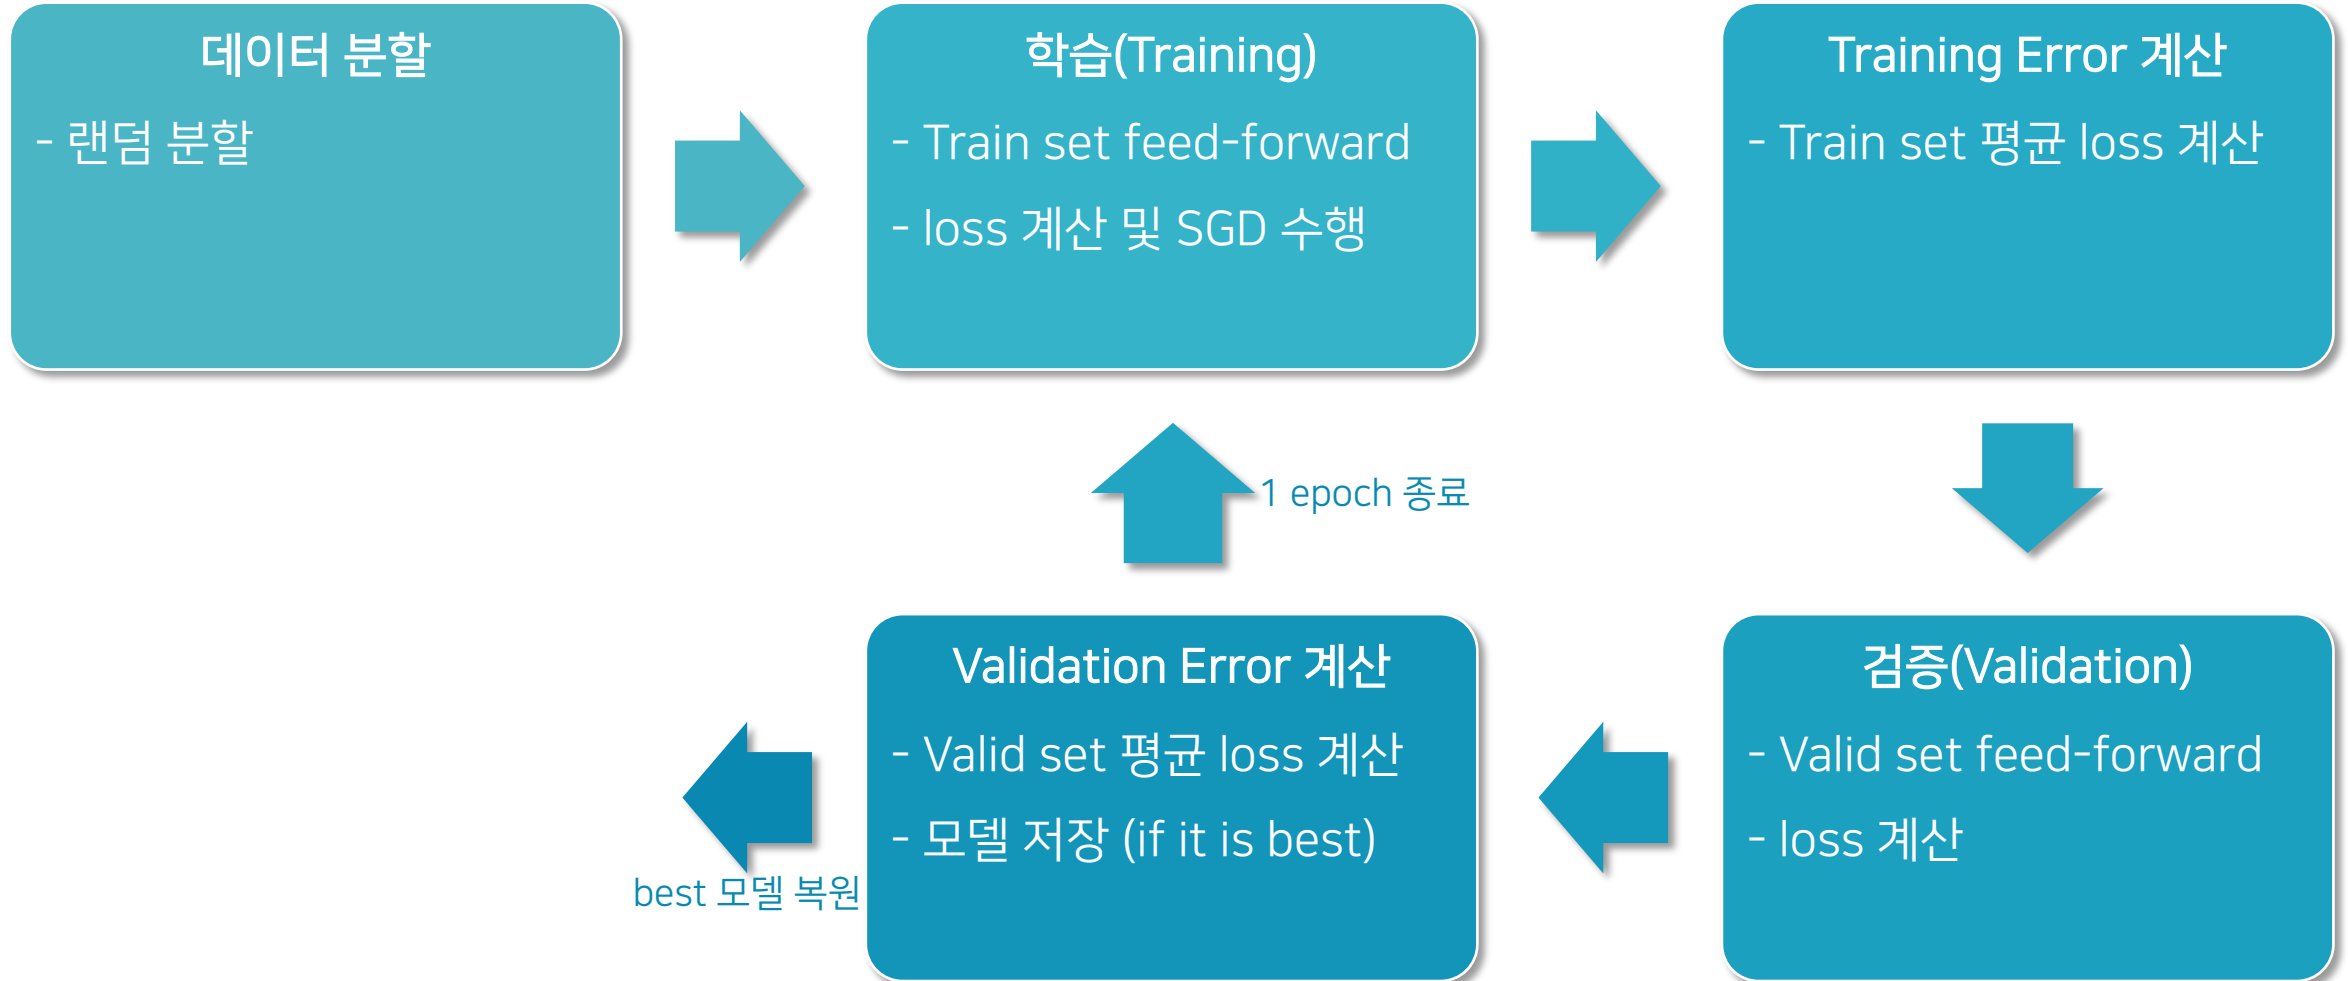 데이터 분할
- 랜덤 분할
학습(Training)
- Train set feed-forward
- loss 계산 및 SGD 수행
Training Error 계산
- Train set 평균 loss 계산
1 epoch 종료
검증(Validation)
- Valid set feed-forward
- loss 계산
Validation Error 계산
- Valid set 평균 loss 계산
- 모델 저장 (if it is best)
best 모델 복원